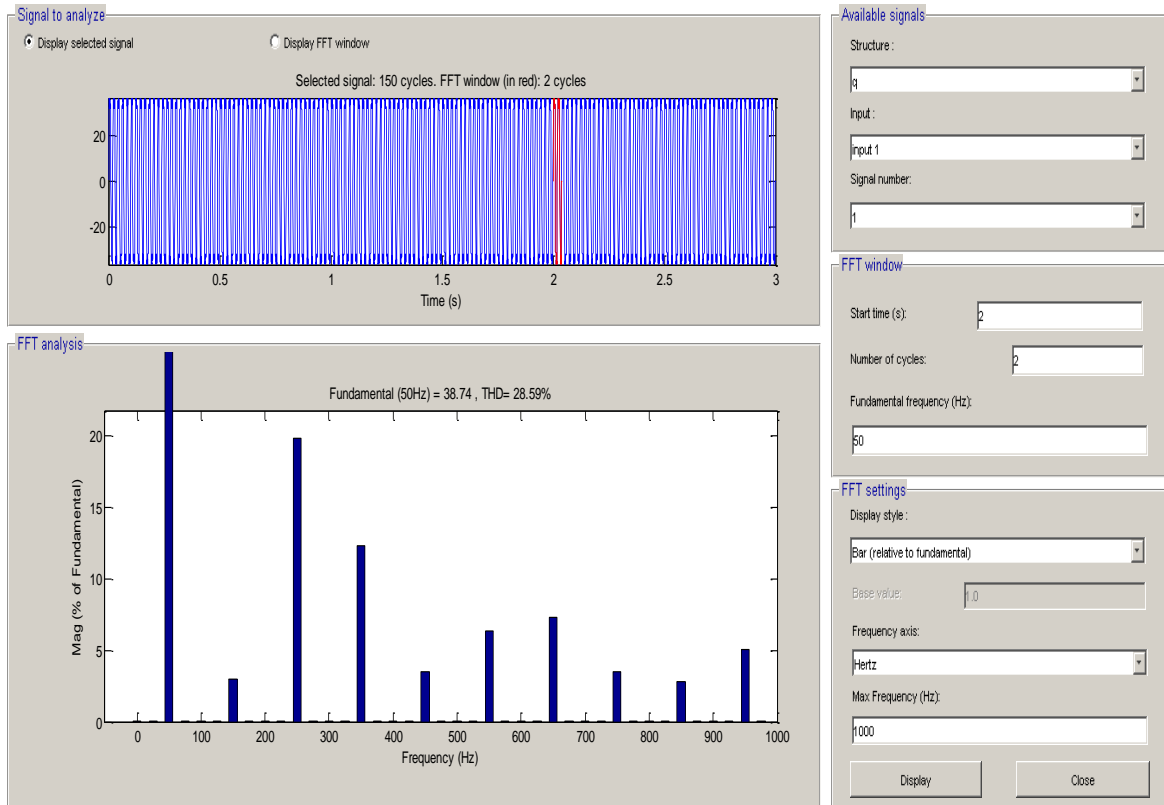 Signal to analyze
Display selected signal
Display FFT window
Selected signal: 150 cycles. FFT window (in red): 2 cycles
20
0
-20
0 0.5 1 1.5 2 2.5 3
Time (s)
FFT analysis
Fundamental (50Hz) = 38.74 , THD= 28.59%
Mag (% of Fundamental)
20
15
10
5
0
0 100 200 300 400 500 600 700 800 900 1000
Frequency (Hz)
Available signals
Structure :
q
Input :
input 1
Signal number:
1
FFT window
Start time (s):
2
Number of cycles:
2
Fundamental frequency (Hz):
50
FFT settings
Display style :
Bar (relative to fundamental)
Base value:
1.0
Frequency axis:
Hertz
Max Frequency (Hz):
1000
Display
Close